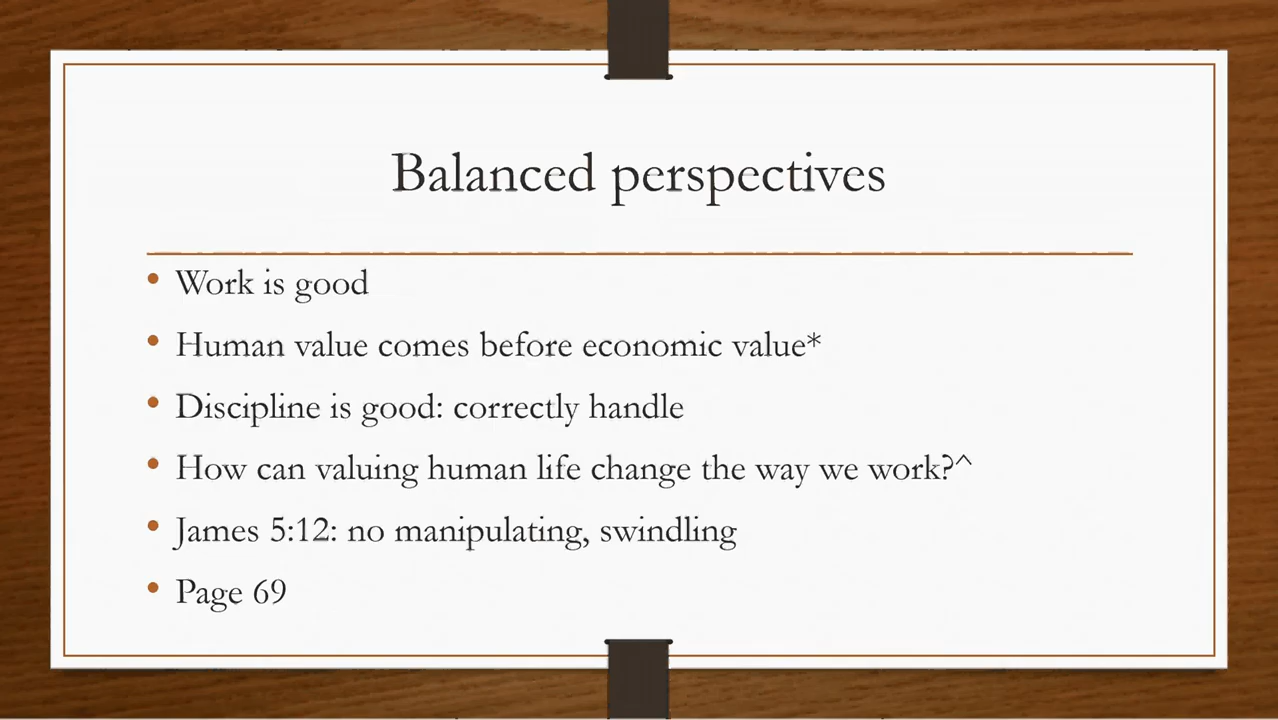 Balanced perspectives
• Work is good
• Human value comes before economic value*
• Discipline is good: correctly handle
• How can valuing human life change the way we work?^
• James 5:12: no manipulating, swindling
• Page 69